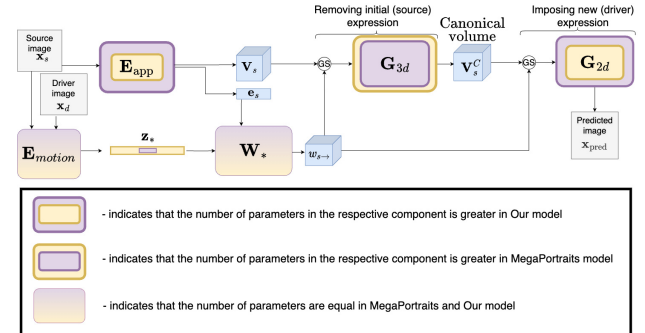 Removing initial (source)
expression
Canonical
volume
Imposing new (driver)
expression
Source
image
x_s
Driver
image
x_d
E_app
V_s
e_s
GS
G_3d
V_s^C
GS
G_2d
E_motion
z_*
W_*
w_s→
Predicted
image
x_pred
- indicates that the number of parameters in the respective component is greater in Our model
- indicates that the number of parameters in the respective component is greater in MegaPortraits model
- indicates that the number of parameters are equal in MegaPortraits and Our model